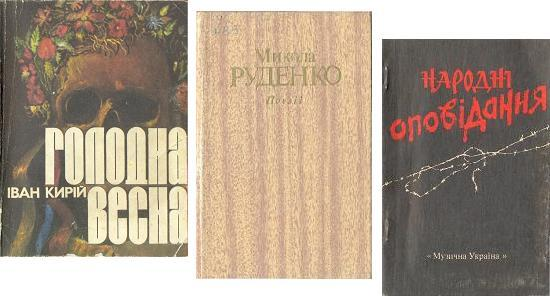 ГОЛОДНА
ІВАН КИРІЙ
ВЕСНА
Микола
РУДЕНКО
Поезії
НАРОДНІ
ОПОВІДАННЯ
« Музична Україна »